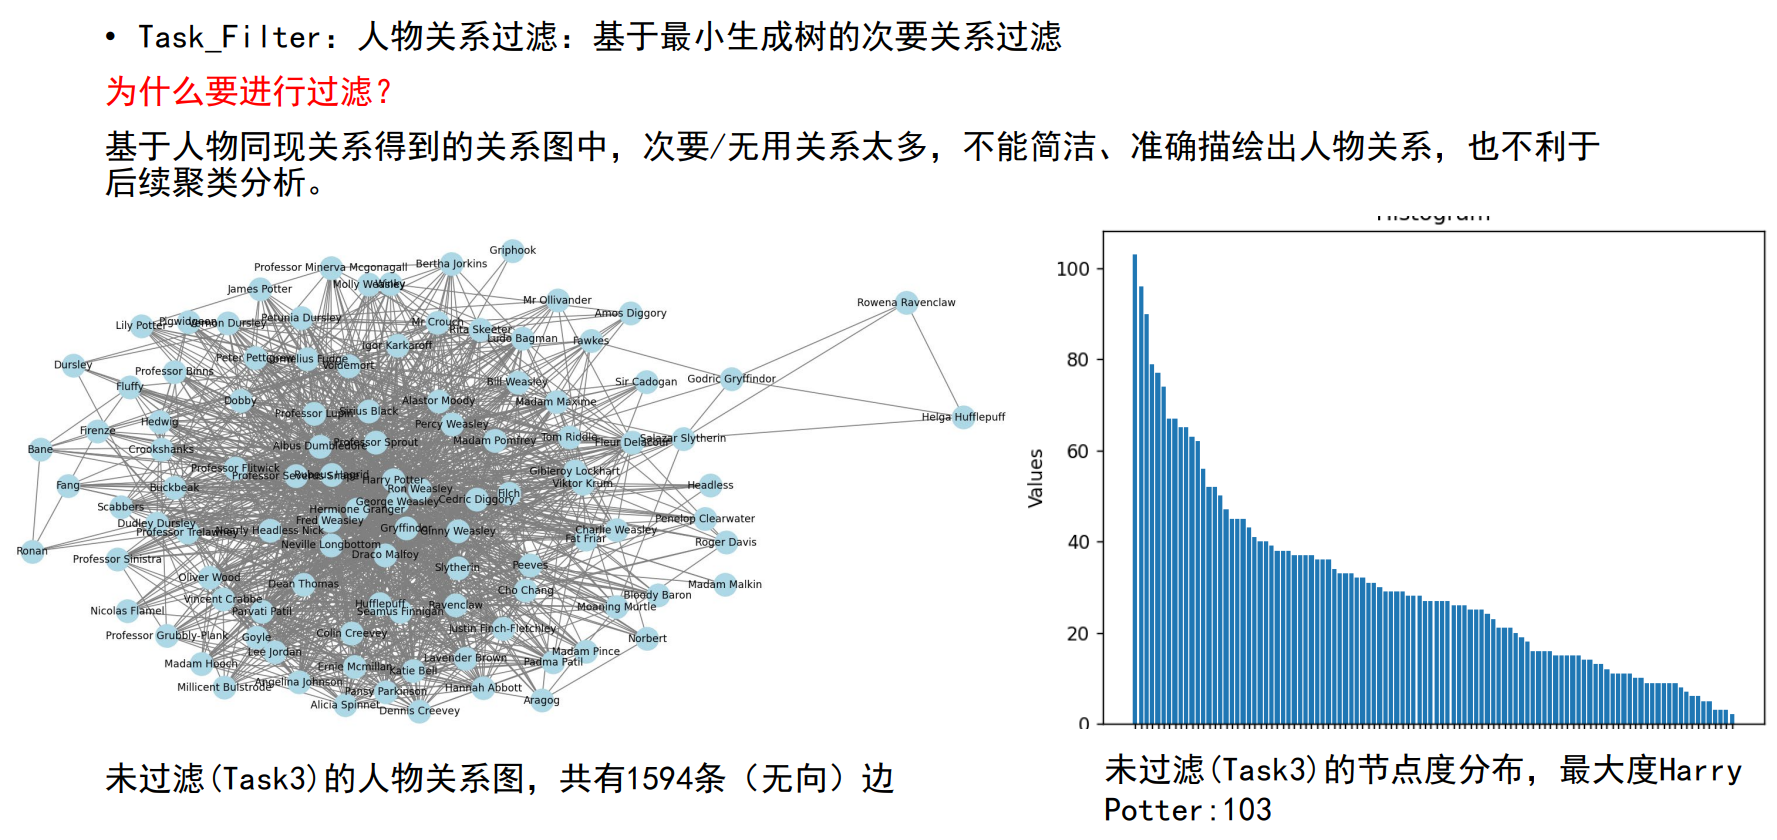 • Task_Filter：人物关系过滤：基于最小生成树的次要关系过滤
为什么要进行过滤？
基于人物同现关系得到的关系图中，次要/无用关系太多，不能简洁、准确描绘出人物关系，也不利于
后续聚类分析。
Griphook
Professor Minerva Mcgonagall
Bertha Jorkins
Molly Weasley
Winky
James Potter
Mr Ollivander
Rowena Ravenclaw
Amos Diggory
Lily Potter
Pigwidgeon
Vernon Dursley
Petunia Dursley
Mr Crouch
Rita Skeeter
Ludo Bagman
Fawkes
Igor Karkaroff
Peter Pettigrew
Cornelius Fudge
Voldemort
Dursley
Professor Binns
Fluffy
Bill Weasley
Sir Cadogan
Godric Gryffindor
Dobby
Alastor Moody
Madam Maxime
Professor Lupin
Sirius Black
Helga Hufflepuff
Hedwig
Percy Weasley
Firenze
Albus Dumbledore
Professor Sprout
Madam Pomfrey
Tom Riddle
Fleur Delacour
Salazar Slytherin
Bane
Crookshanks
Professor Flitwick
Professor Severus Snape
Rubeus Hagrid
Harry Potter
Gilderoy Lockhart
Viktor Krum
Fang
Buckbeak
Ron Weasley
Headless
George Weasley
Cedric Diggory
Filch
Scabbers
Hermione Granger
Fred Weasley
Penelop Clearwater
Dudley Dursley
Professor Trelawney
Nearly Headless Nick
Gryffindor
Ginny Weasley
Charlie Weasley
Fat Friar
Roger Davis
Neville Longbottom
Draco Malfoy
Ronan
Professor Sinistra
Slytherin
Peeves
Oliver Wood
Dean Thomas
Madam Malkin
Cho Chang
Bloody Baron
Vincent Crabbe
Hufflepuff
Ravenclaw
Moaning Murtle
Nicolas Flamel
Parvati Patil
Seamus Finnigan
Professor Grubbly-Plank
Goyle
Colin Creevey
Justin Finch-Fletchley
Norbert
Lee Jordan
Madam Pince
Madam Hooch
Ernie Mcmillan
Katie Bell
Lavender Brown
Padma Patil
Millicent Bulstrode
Angelina Johnson
Pansy Parkinson
Hannah Abbott
Alicia Spinnet
Dennis Creevey
Aragog
Histogram
Values
100
80
60
40
20
0
未过滤(Task3)的人物关系图，共有1594条（无向）边
未过滤(Task3)的节点度分布，最大度Harry
Potter:103